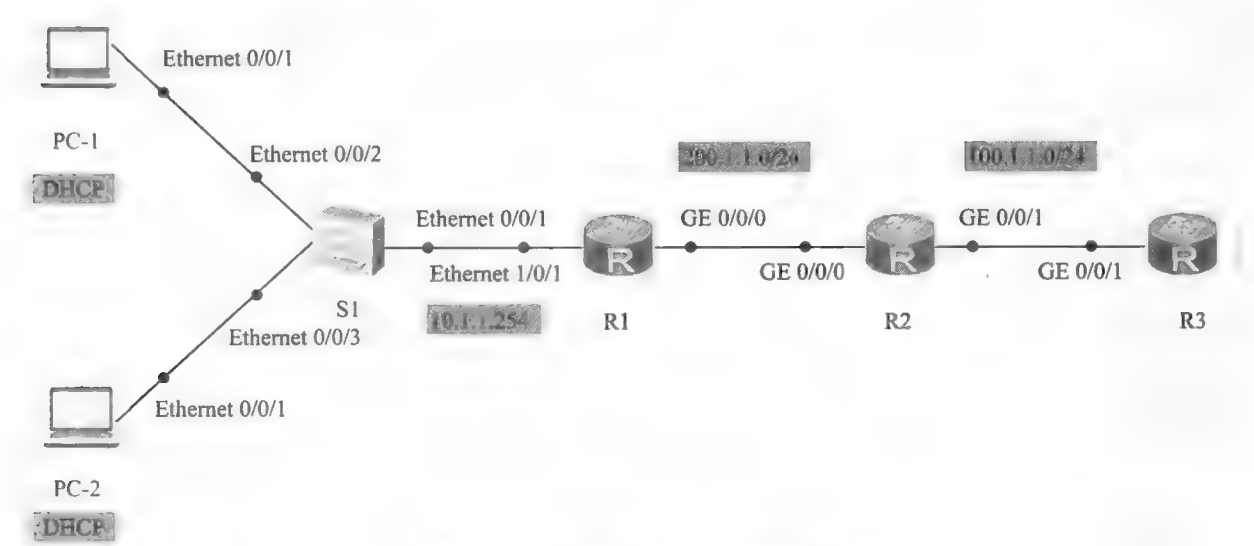 Ethernet 0/0/1
PC-1
DHCP
Ethernet 0/0/2
200.1.1.0/24
100.1.1.0/24
Ethernet 0/0/1
GE 0/0/0
GE 0/0/1
Ethernet 1/0/1
GE 0/0/0
GE 0/0/1
S1
10.1.1.254
R
R1
R
R2
R
R3
Ethernet 0/0/3
Ethernet 0/0/1
PC-2
DHCP